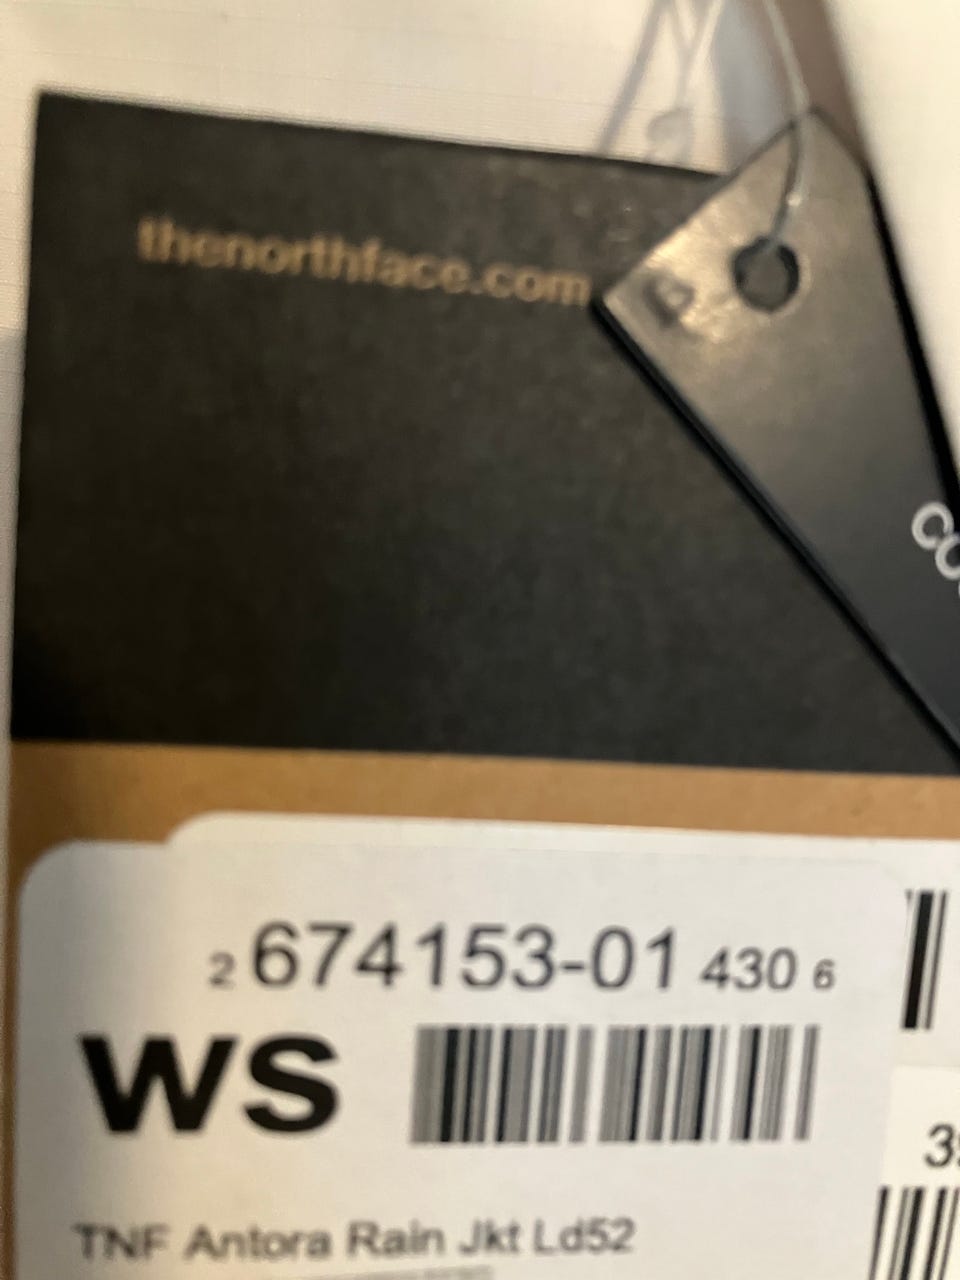 thenorthface.com
2 674153-01 430 6
WS
TNF Antora Rain Jkt Ld52